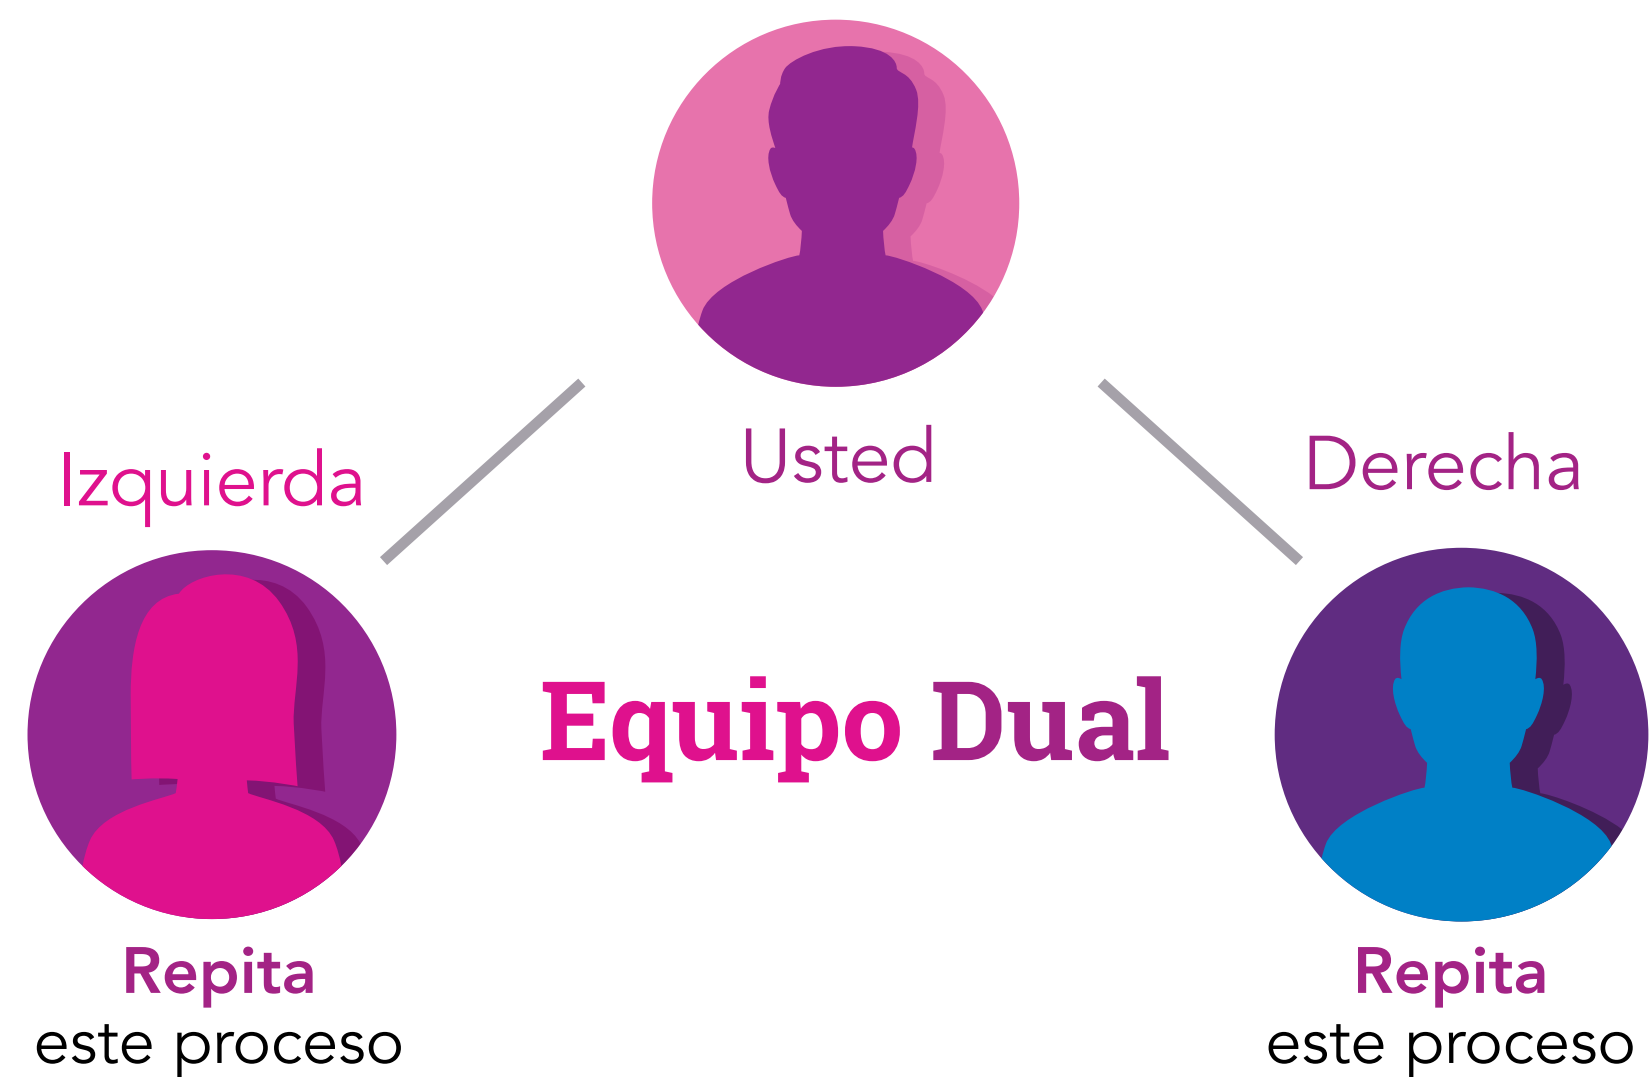 Usted
Izquierda
Derecha
Equipo Dual
Repita
este proceso
Repita
este proceso